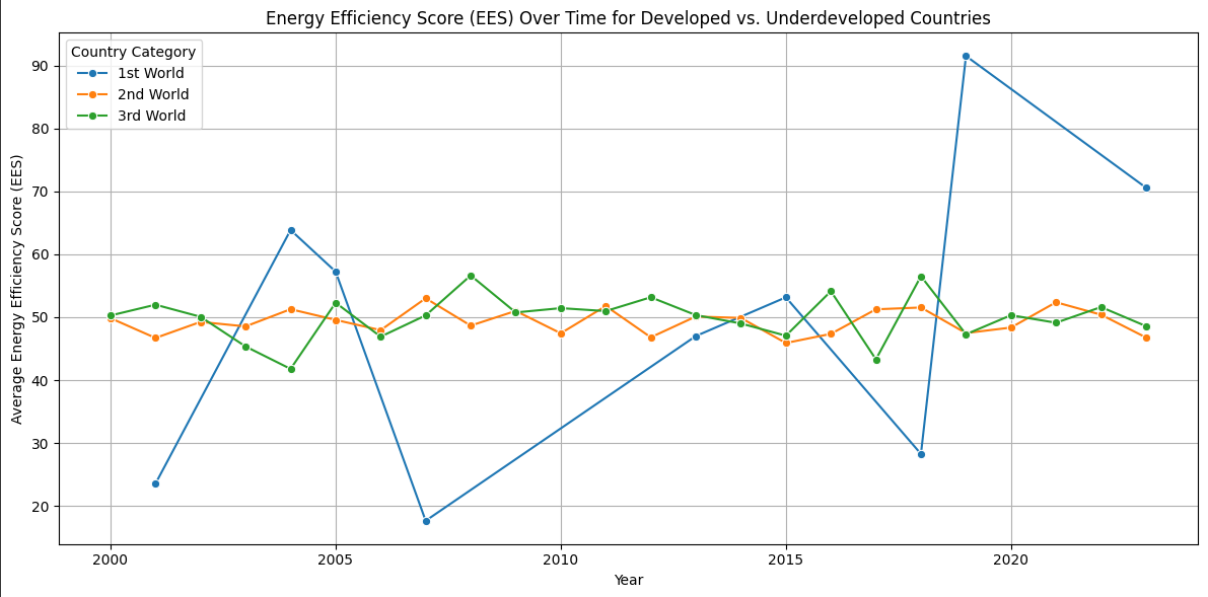 Energy Efficiency Score (EES) Over Time for Developed vs. Underdeveloped Countries
Country Category
1st World
2nd World
3rd World
90
80
70
60
50
40
30
20
Average Energy Efficiency Score (EES)
2000 2005 2010 2015 2020
Year